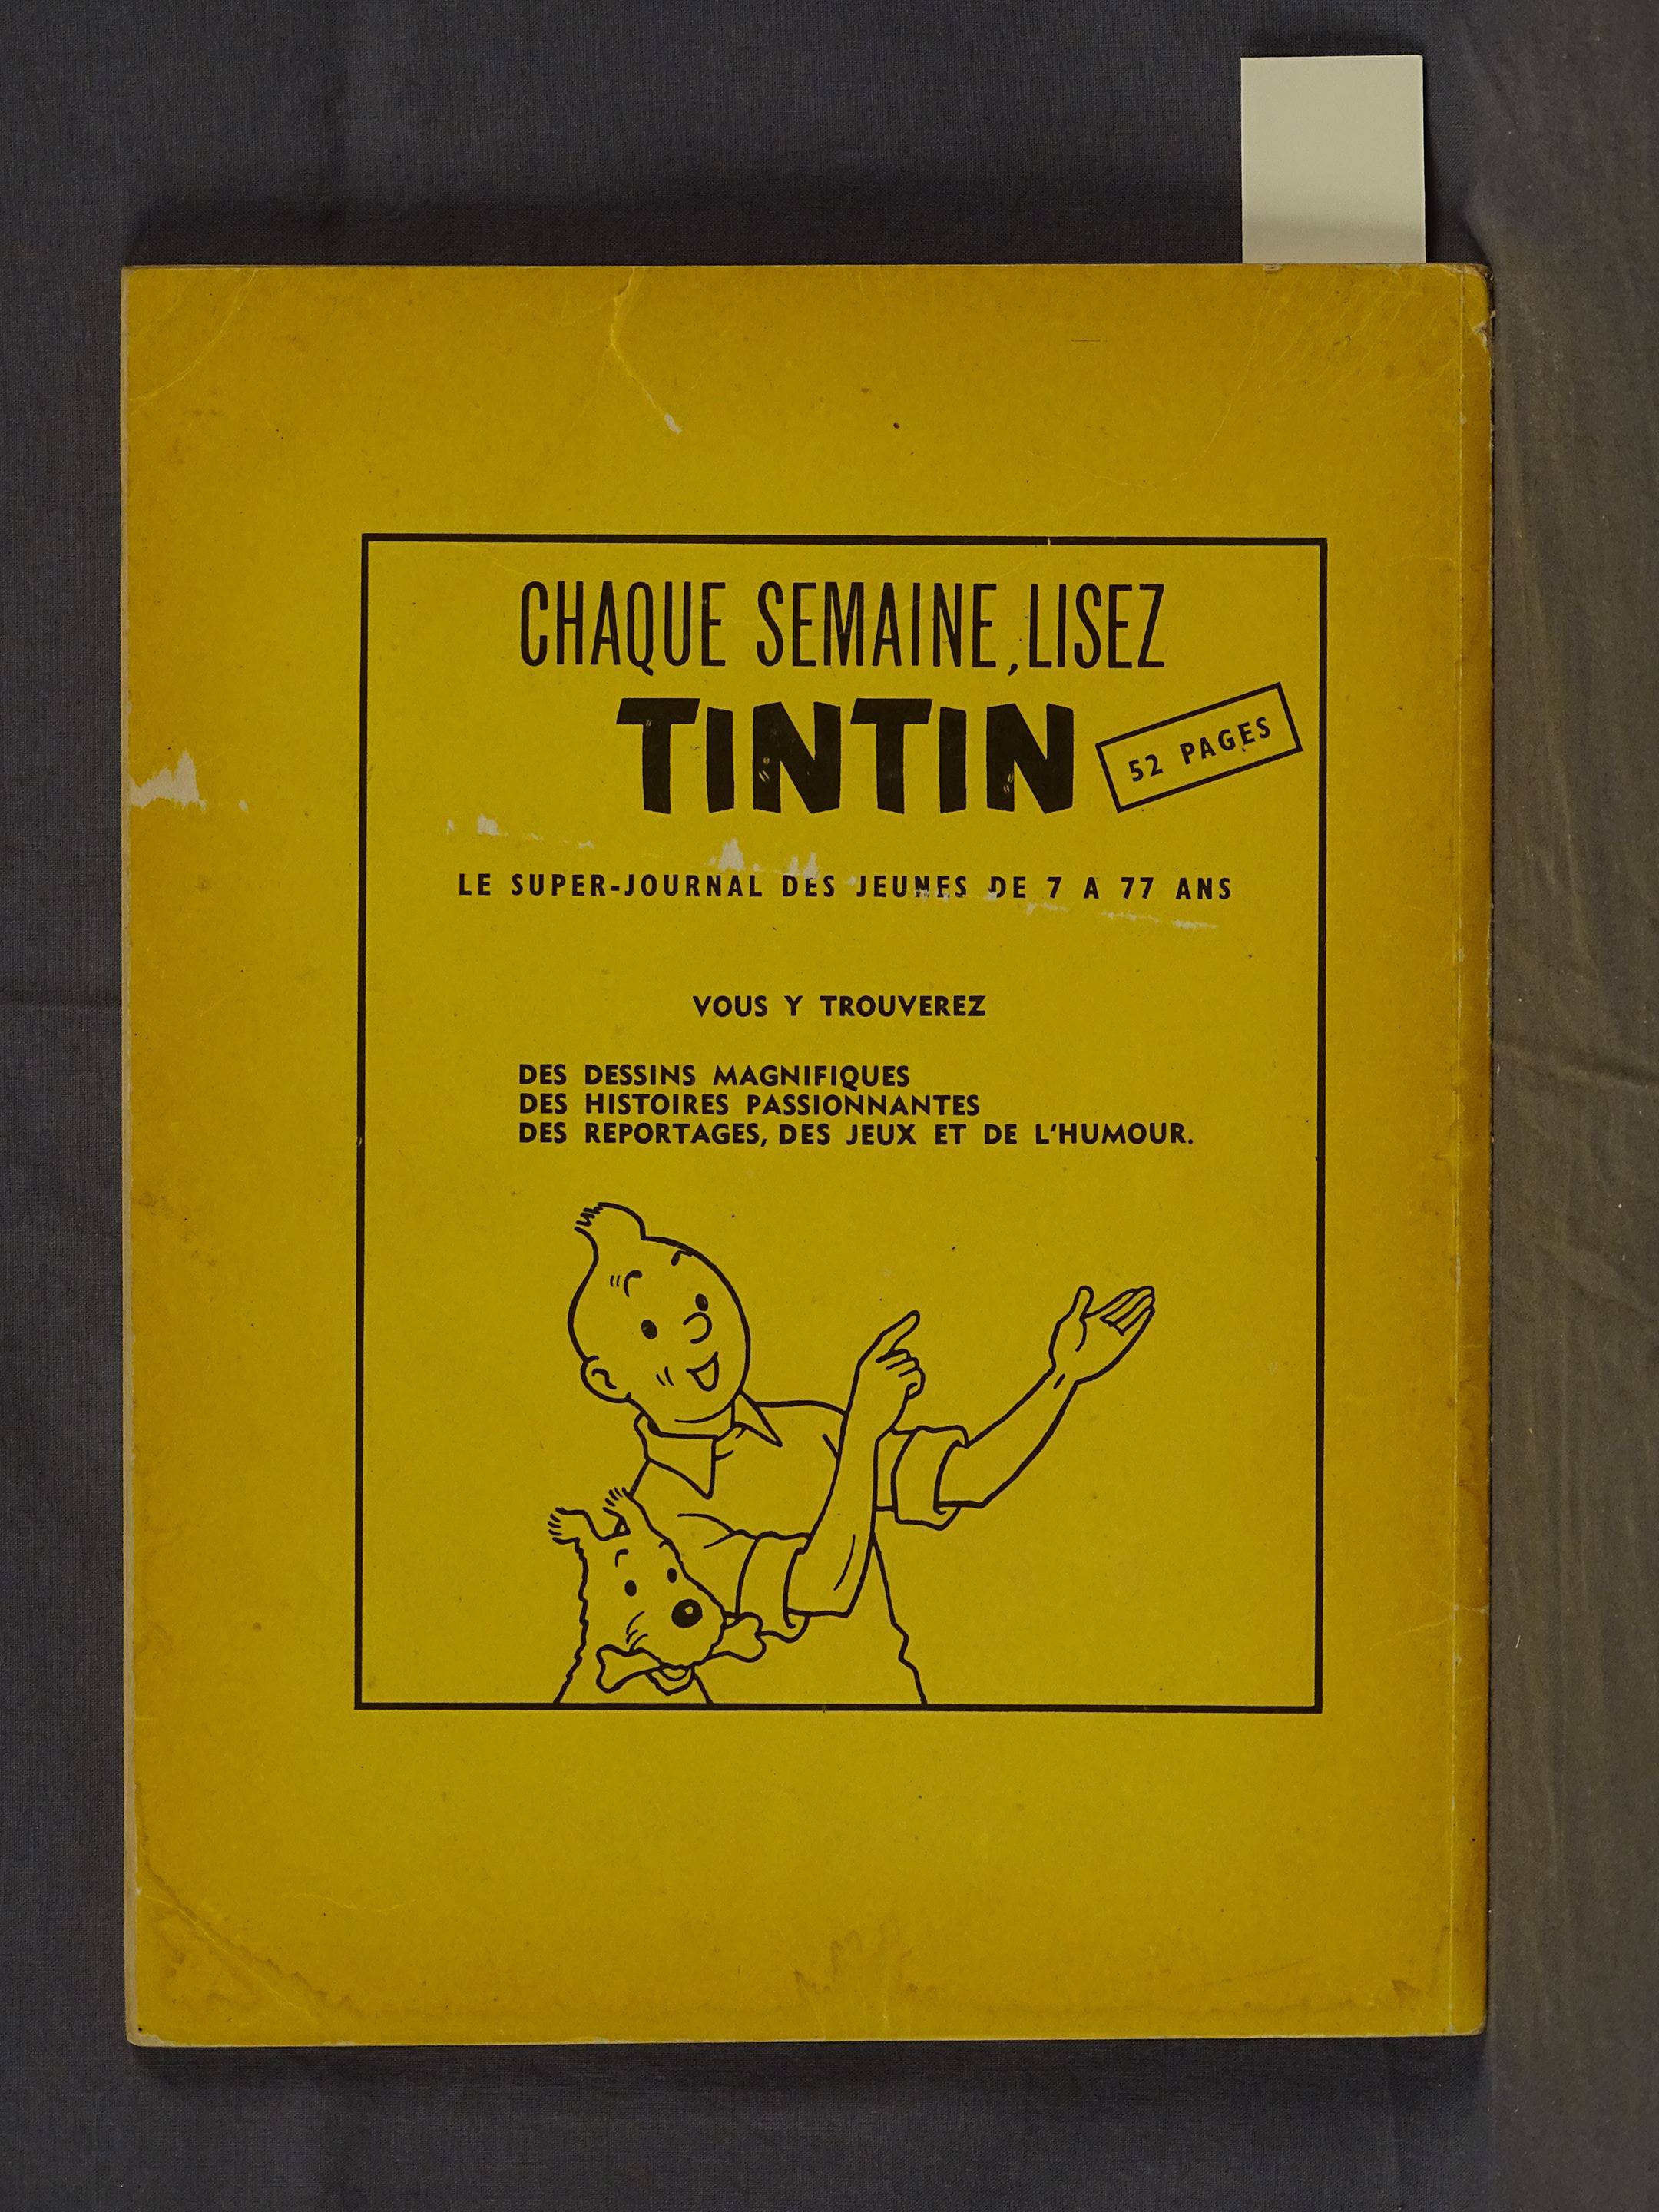 CHAQUE SEMAINE, LISEZ
TINTIN
52 PAGES
LE SUPER-JOURNAL DES JEUNES DE 7 A 77 ANS
VOUS Y TROUVEREZ
DES DESSINS MAGNIFIQUES
DES HISTOIRES PASSIONNANTES
DES REPORTAGES, DES JEUX ET DE L'HUMOUR.